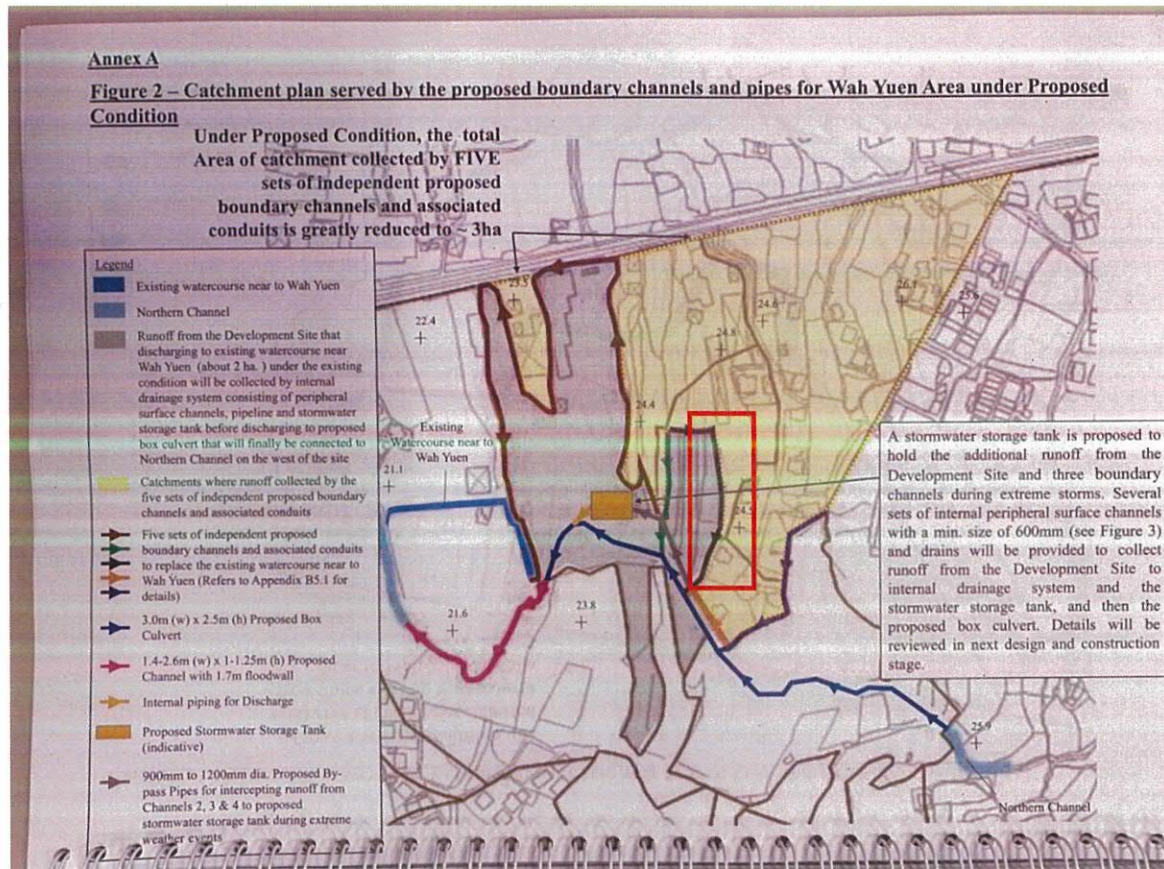 Annex A
Figure 2 – Catchment plan served by the proposed boundary channels and pipes for Wah Yuen Area under Proposed
Condition
Under Proposed Condition, the total
Area of catchment collected by FIVE
sets of independent proposed
boundary channels and associated
conduits is greatly reduced to ~ 3ha
Legend
Existing watercourse near to Wah Yuen
Northern Channel
Runoff from the Development Site that
discharging to existing watercourse near
Wah Yuen (about 2 ha. ) under the existing
condition will be collected by internal
drainage system consisting of peripheral
surface channels, pipeline and stormwater
storage tank before discharging to proposed
box culvert that will finally be connected to
Northern Channel on the west of the site
Catchments where runoff collected by the
five sets of independent proposed boundary
channels and associated conduits
Five sets of independent proposed
boundary channels and associated conduits
to replace the existing watercourse near to
Wah Yuen (Refers to Appendix B5.1 for
details)
3.0m (w) x 2.5m (h) Proposed Box
Culvert
1.4-2.6m (w) x 1-1.25m (h) Proposed
Channel with 1.7m floodwall
Internal piping for Discharge
Proposed Stormwater Storage Tank
(indicative)
900mm to 1200mm dia. Proposed By-
pass Pipes for intercepting runoff from
Channels 2, 3 & 4 to proposed
stormwater storage tank during extreme
weather events
23.5
22.4
24.6
24.8
26.1
24.4
Existing
Watercourse near to
Wah Yuen
21.1
21.6
23.8
25.9
Northern Channel
A stormwater storage tank is proposed to
hold the additional runoff from the
Development Site and three boundary
channels during extreme storms. Several
sets of internal peripheral surface channels
with a min. size of 600mm (see Figure 3)
and drains will be provided to collect
runoff from the Development Site to
internal drainage system and the
stormwater storage tank, and then the
proposed box culvert. Details will be
reviewed in next design and construction
stage.